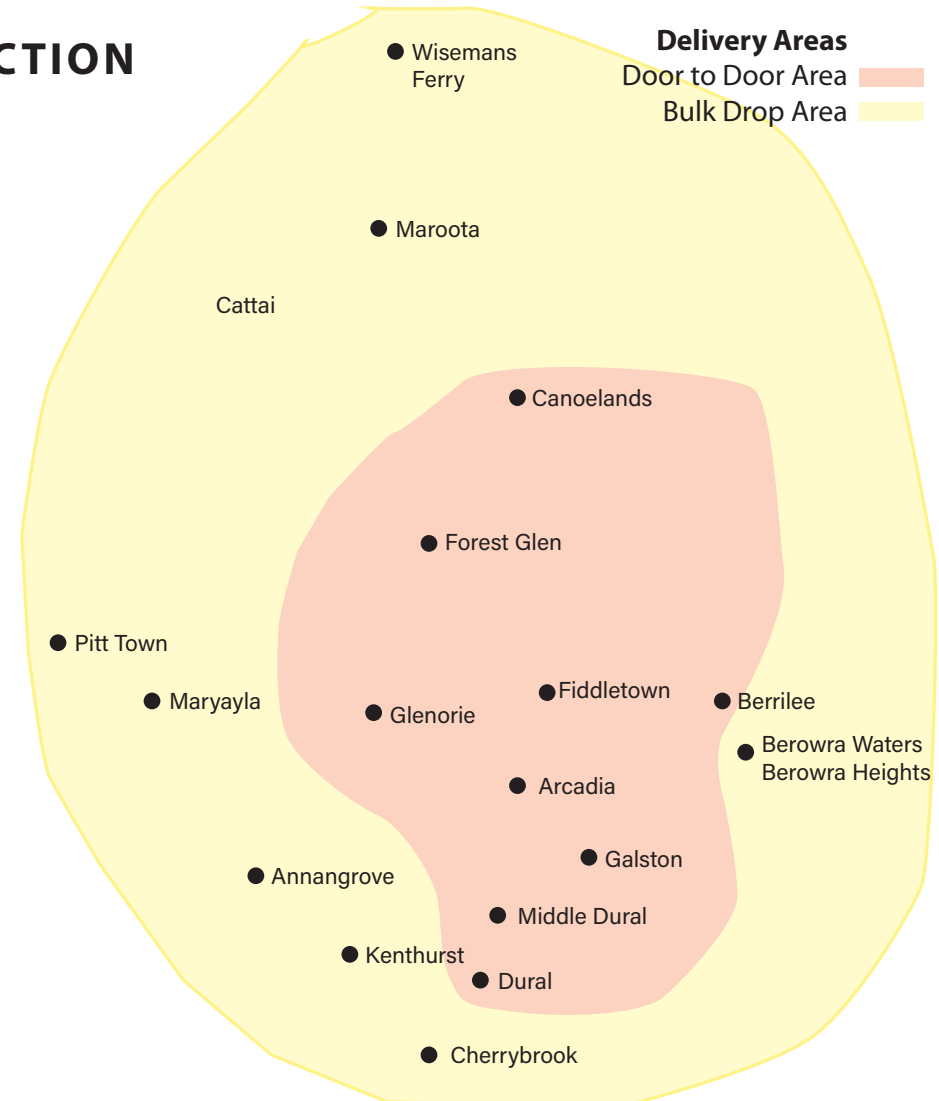 CTION
Delivery Areas
Door to Door Area
Bulk Drop Area
Wisemans
Ferry
Maroota
Cattai
Canoelands
Forest Glen
Pitt Town
Maryayla
Glenorie
Fiddletown
Berrilee
Berowra Waters
Berowra Heights
Arcadia
Galston
Annangrove
Middle Dural
Kenthurst
Dural
Cherrybrook